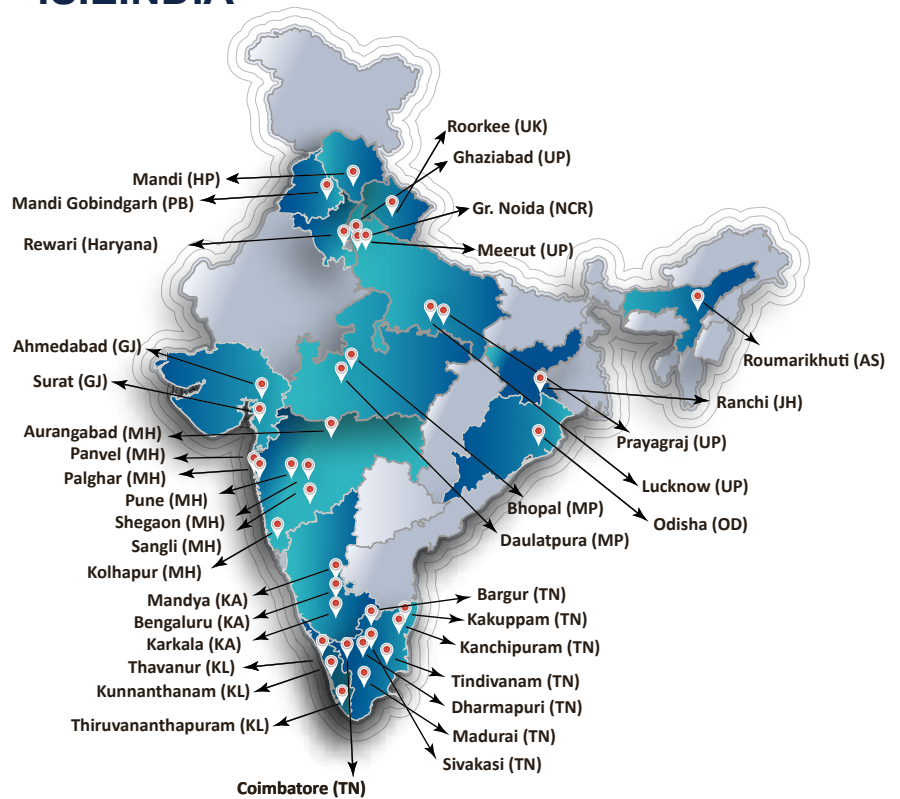 Roorkee (UK)
Ghaziabad (UP)
Mandi (HP)
Mandi Gobindgarh (PB)
Gr. Noida (NCR)
Rewari (Haryana)
Meerut (UP)
Ahmedabad (GJ)
Roumarikhuti (AS)
Surat (GJ)
Ranchi (JH)
Aurangabad (MH)
Prayagraj (UP)
Panvel (MH)
Palghar (MH)
Lucknow (UP)
Pune (MH)
Bhopal (MP)
Shegaon (MH)
Odisha (OD)
Daulatpura (MP)
Sangli (MH)
Kolhapur (MH)
Bargur (TN)
Mandya (KA)
Kakuppam (TN)
Bengaluru (KA)
Karkala (KA)
Kanchipuram (TN)
Thavanur (KL)
Tindivanam (TN)
Kunnanthanam (KL)
Dharmapuri (TN)
Thiruvananthapuram (KL)
Madurai (TN)
Sivakasi (TN)
Coimbatore (TN)